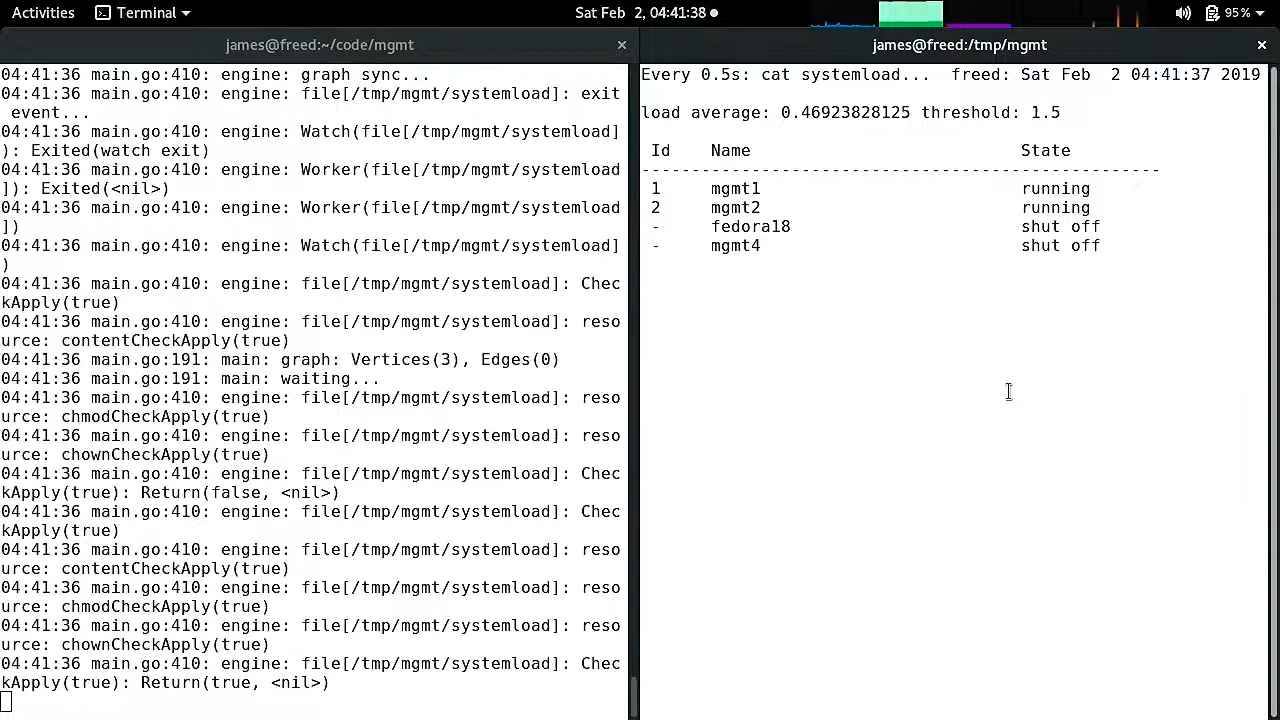 Activities Terminal Sat Feb 2, 04:41:38 95%
james@freed:~/code/mgmt
04:41:36 main.go:410: engine: graph sync...
04:41:36 main.go:410: engine: file[/tmp/mgmt/systemload]: exit
 event...
04:41:36 main.go:410: engine: Watch(file[/tmp/mgmt/systemload]
): Exited(watch exit)
04:41:36 main.go:410: engine: Worker(file[/tmp/mgmt/systemload
]): Exited(<nil>)
04:41:36 main.go:410: engine: Worker(file[/tmp/mgmt/systemload
])
04:41:36 main.go:410: engine: Watch(file[/tmp/mgmt/systemload]
)
04:41:36 main.go:410: engine: file[/tmp/mgmt/systemload]: Chec
kApply(true)
04:41:36 main.go:410: engine: file[/tmp/mgmt/systemload]: reso
urce: contentCheckApply(true)
04:41:36 main.go:191: main: graph: Vertices(3), Edges(0)
04:41:36 main.go:191: main: waiting...
04:41:36 main.go:410: engine: file[/tmp/mgmt/systemload]: reso
urce: chmodCheckApply(true)
04:41:36 main.go:410: engine: file[/tmp/mgmt/systemload]: reso
urce: chownCheckApply(true)
04:41:36 main.go:410: engine: file[/tmp/mgmt/systemload]: Chec
kApply(true): Return(false, <nil>)
04:41:36 main.go:410: engine: file[/tmp/mgmt/systemload]: Chec
kApply(true)
04:41:36 main.go:410: engine: file[/tmp/mgmt/systemload]: reso
urce: contentCheckApply(true)
04:41:36 main.go:410: engine: file[/tmp/mgmt/systemload]: reso
urce: chmodCheckApply(true)
04:41:36 main.go:410: engine: file[/tmp/mgmt/systemload]: reso
urce: chownCheckApply(true)
04:41:36 main.go:410: engine: file[/tmp/mgmt/systemload]: Chec
kApply(true): Return(true, <nil>)
james@freed:/tmp/mgmt
Every 0.5s: cat systemload... freed: Sat Feb  2 04:41:37 2019
load average: 0.46923828125 threshold: 1.5
Id Name State
----------------------------------------------------
1 mgmt1 running
2 mgmt2 running
- fedora18 shut off
- mgmt4 shut off